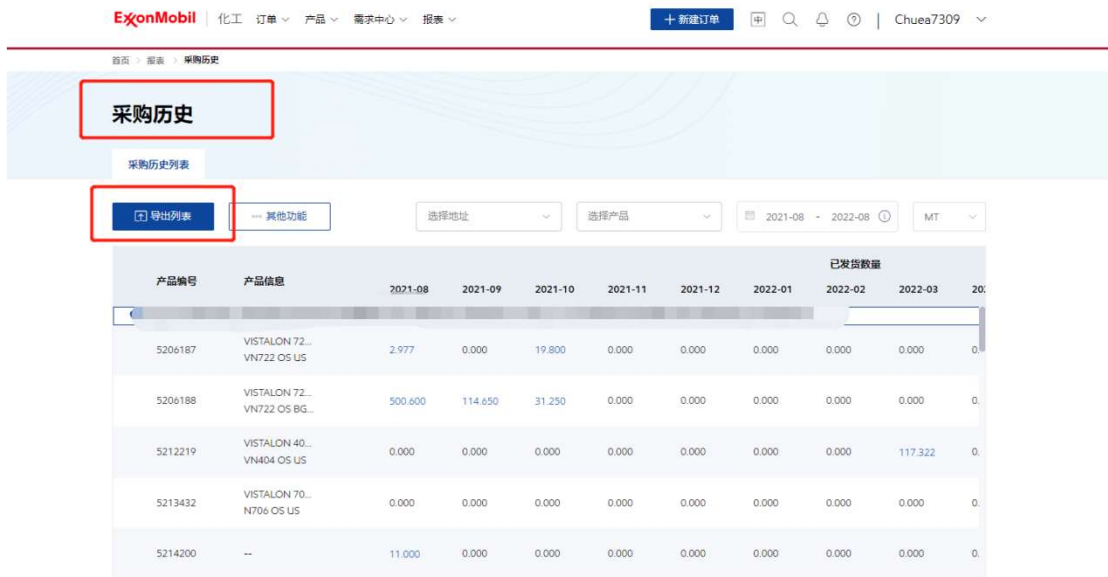 ExxonMobil 化工 订单 产品 需求中心 报表 新建订单 中 Chuea7309
首页 > 报表 > 采购历史
采购历史
采购历史列表
导出列表 ··· 其他功能 选择地址 选择产品 2021-08 - 2022-08 MT
已发货数量
产品编号 产品信息 2021-08 2021-09 2021-10 2021-11 2021-12 2022-01 2022-02 2022-03
5206187 VISTALON 72... 2.977 0.000 19.800 0.000 0.000 0.000 0.000 0.000 0.
VN722 OS US
5206188 VISTALON 72... 500.600 114.650 31.250 0.000 0.000 0.000 0.000 0.000 0.
VN722 OS BG...
5212219 VISTALON 40... 0.000 0.000 0.000 0.000 0.000 0.000 0.000 117.322 0.
VN404 OS US
5213432 VISTALON 70... 0.000 0.000 0.000 0.000 0.000 0.000 0.000 0.000 0.
N706 OS US
5214200 -- 11.000 0.000 0.000 0.000 0.000 0.000 0.000 0.000 0.